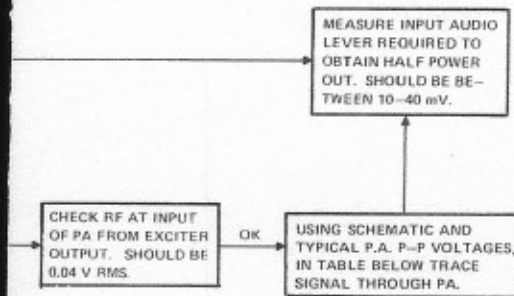 MEASURE INPUT AUDIO
LEVER REQUIRED TO
OBTAIN HALF POWER
OUT. SHOULD BE BE-
TWEEN 10-40 mV.
CHECK RF AT INPUT
OF PA FROM EXCITER
OUTPUT. SHOULD BE
0.04 V RMS.
OK
USING SCHEMATIC AND
TYPICAL P.A. P-P VOLTAGES,
IN TABLE BELOW TRACE
SIGNAL THROUGH PA.